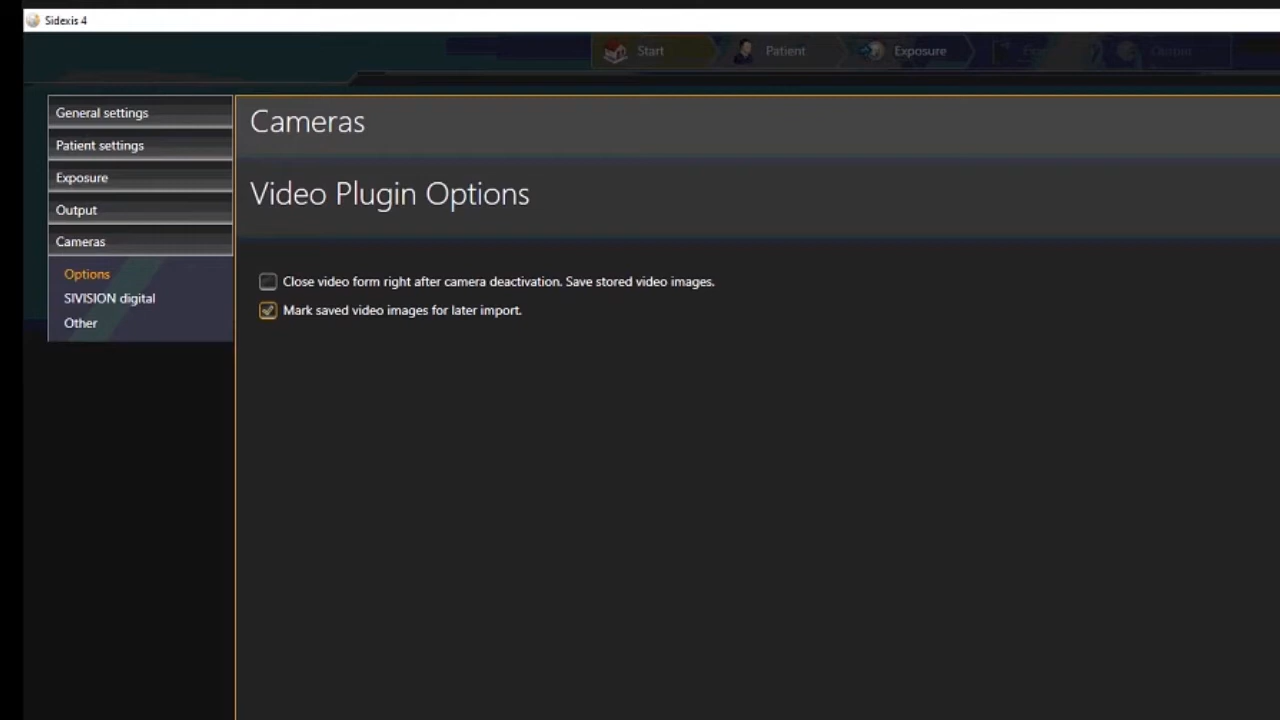 Sidexis 4
Start
Patient
Exposure
Output
General settings
Patient settings
Exposure
Output
Cameras
Options
SIVISION digital
Other
Cameras
Video Plugin Options
Close video form right after camera deactivation. Save stored video images.
Mark saved video images for later import.